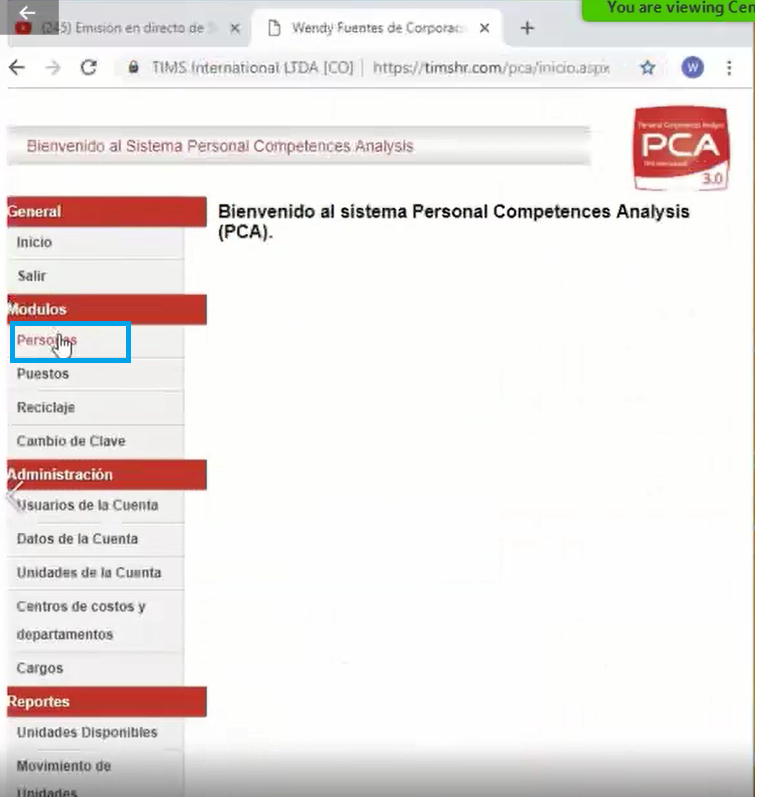 You are viewing Cen
(245) Emisión en directo de
Wendy Fuentes de Corporac
TIMS International LTDA [CO] | https://timshr.com/pca/inicio.aspx
W
Bienvenido al Sistema Personal Competences Analysis
Personal Competences Analysis
PCA
3.0
General
Bienvenido al sistema Personal Competences Analysis
(PCA).
Inicio
Salir
Modulos
Personas
Puestos
Reciclaje
Cambio de Clave
Administración
Usuarios de la Cuenta
Datos de la Cuenta
Unidades de la Cuenta
Centros de costos y
departamentos
Cargos
Reportes
Unidades Disponibles
Movimiento de
Unidades